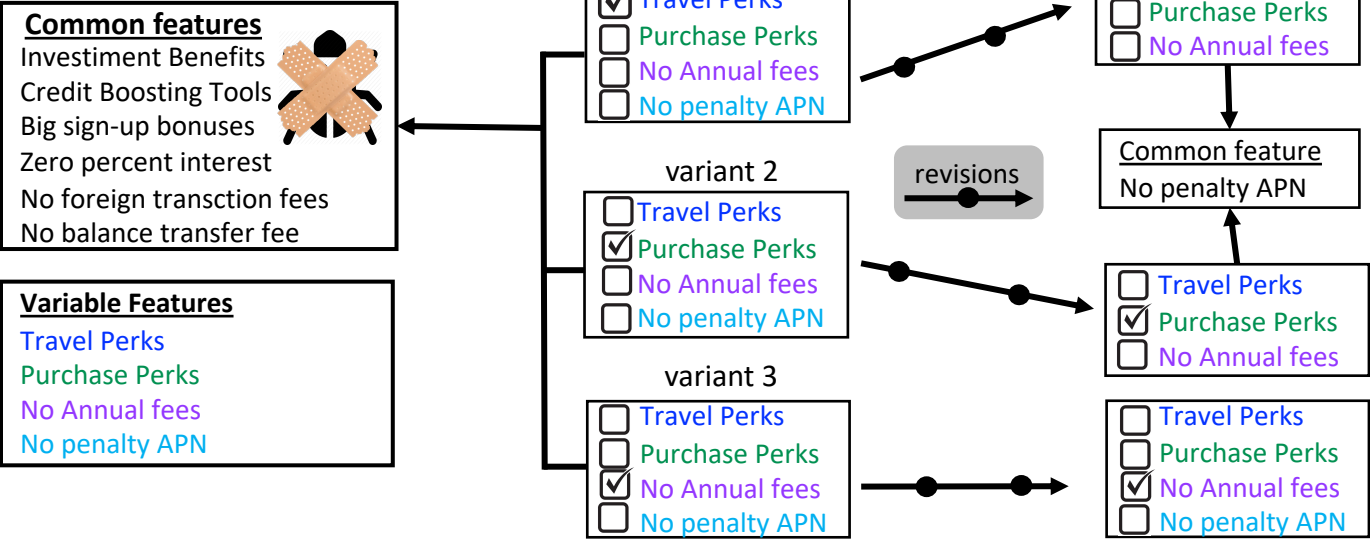 Common features
Investiment Benefits
Credit Boosting Tools
Big sign-up bonuses
Zero percent interest
No foreign transction fees
No balance transfer fee
Variable Features
Travel Perks
Purchase Perks
No Annual fees
No penalty APN
Travel Perks
Purchase Perks
No Annual fees
No penalty APN
variant 2
Travel Perks
Purchase Perks
No Annual fees
No penalty APN
variant 3
Travel Perks
Purchase Perks
No Annual fees
No penalty APN
revisions
Purchase Perks
No Annual fees
Common feature
No penalty APN
Travel Perks
Purchase Perks
No Annual fees
Travel Perks
Purchase Perks
No Annual fees
No penalty APN